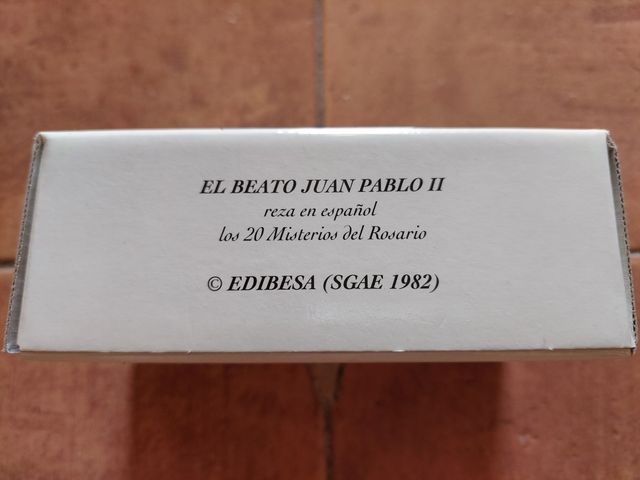 EL BEATO JUAN PABLO II
reza en español
los 20 Misterios del Rosario
© EDIBESA (SGAE 1982)